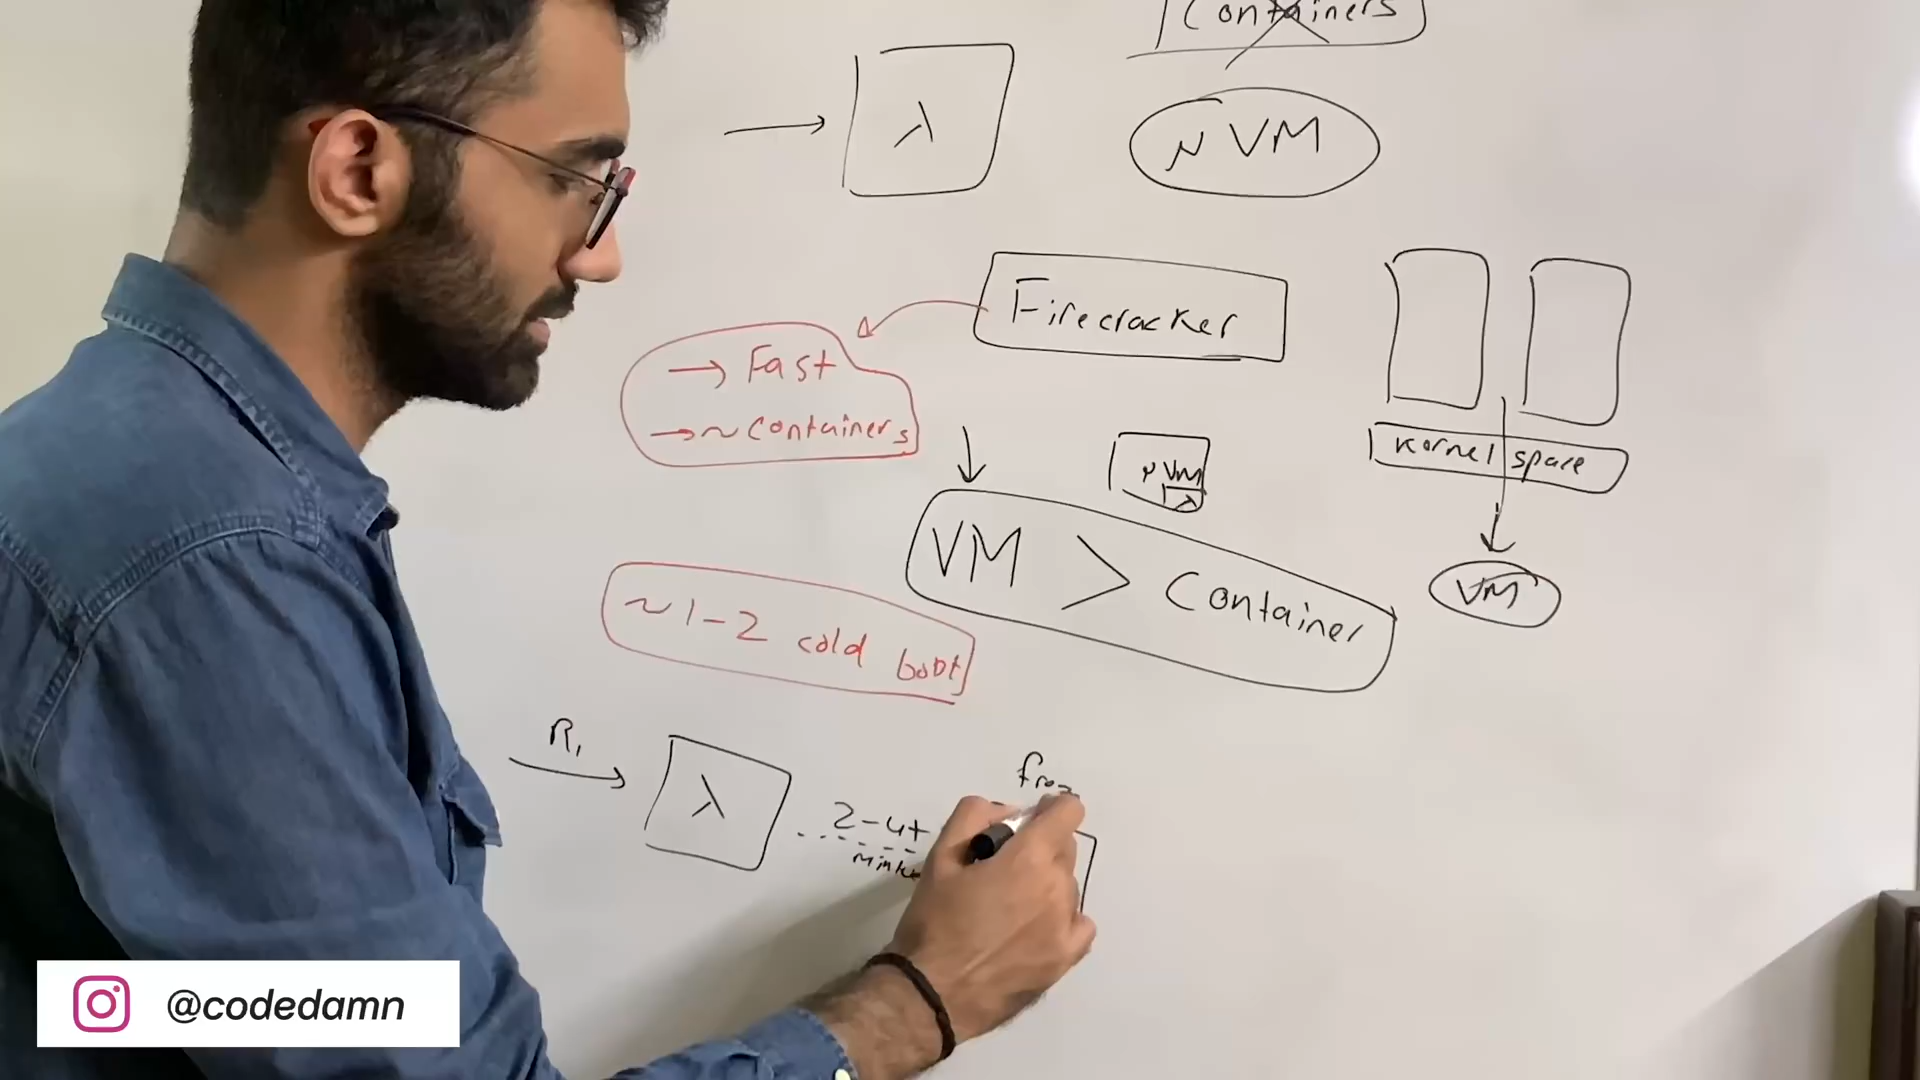 Containers
λ
μVM
Firecracker
→ Fast
→ ~ containers
kernel space
μVM
λ
VM > Container
VM
~1-2 cold boot
R1
λ
2-4+
@codedamn